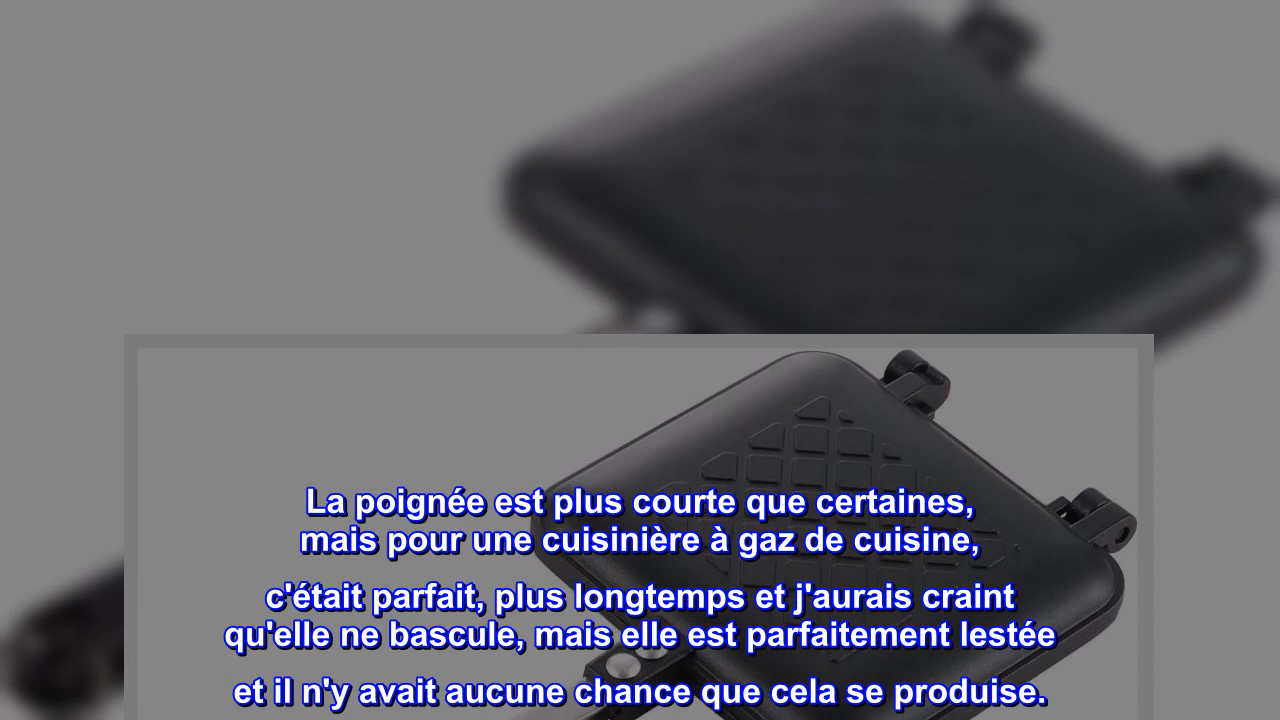 La poignée est plus courte que certaines,
mais pour une cuisinière à gaz de cuisine,
c'était parfait, plus longtemps et j'aurais craint
qu'elle ne bascule, mais elle est parfaitement lestée
et il n'y avait aucune chance que cela se produise.